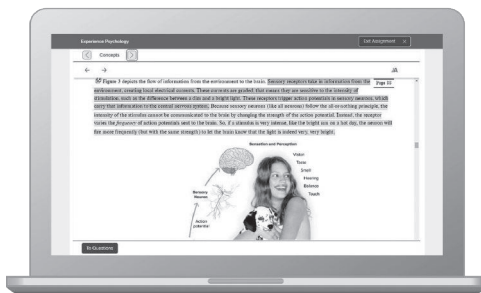 Experience Psychology
Get Assignment
Concepts
Figure 3 depicts the flow of information from the environment to the brain. Sensory receptors take in information from the
Page 88
environment, creating local electrical currents. These currents are graded; that means they are sensitive to the intensity of
stimulation, such as the difference between a dim and a bright light. These receptors trigger action potentials in sensory neurons, which
carry that information to the central nervous system. Because sensory neurons (like all neurons) follow the all-or-nothing principle, the
intensity of the stimulus cannot be communicated to the brain by changing the strength of the action potential. Instead, the receptor
varies the frequency of action potentials sent to the brain. So, if a stimulus is very intense, like the bright sun on a hot day, the neuron will
fire more frequently (but with the same strength) to let the brain know that the light is indeed very, very bright.
Sensation and Perception
Vision
Taste
Smell
Hearing
Balance
Touch
Sensory
Neuron
Action
potential
To Questions